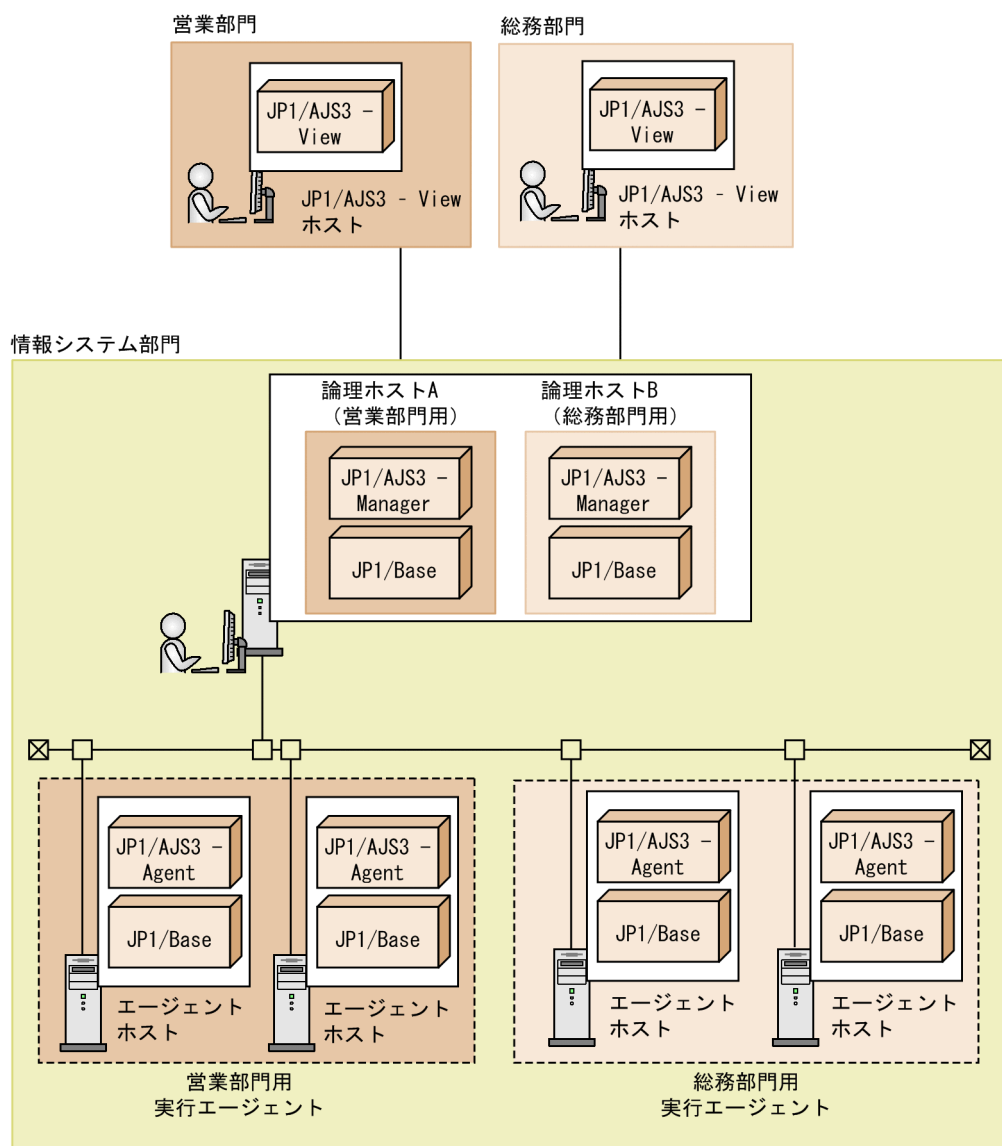 営業部門
総務部門
JP1/AJS3 -
View
JP1/AJS3 -
View
JP1/AJS3 - View
ホスト
JP1/AJS3 - View
ホスト
情報システム部門
論理ホストA
(営業部門用)
論理ホストB
(総務部門用)
JP1/AJS3 -
Manager
JP1/AJS3 -
Manager
JP1/Base
JP1/Base
JP1/AJS3 -
Agent
JP1/AJS3 -
Agent
JP1/AJS3 -
Agent
JP1/AJS3 -
Agent
JP1/Base
JP1/Base
JP1/Base
JP1/Base
エージェント
ホスト
エージェント
ホスト
エージェント
ホスト
エージェント
ホスト
営業部門用
実行エージェント
総務部門用
実行エージェント